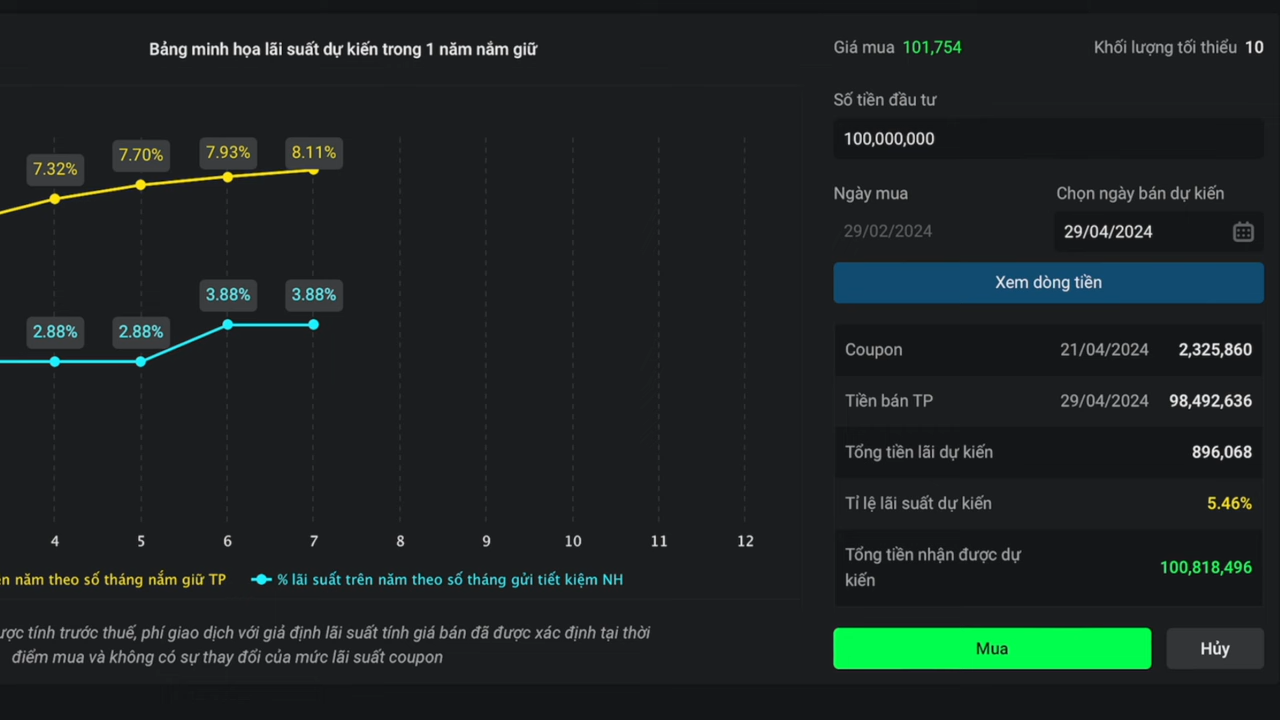 Bảng minh họa lãi suất dự kiến trong 1 năm nắm giữ
7.32%
7.70%
7.93%
8.11%
2.88%
2.88%
3.88%
3.88%
4 5 6 7 8 9 10 11 12
năm theo số tháng nắm giữ TP
% lãi suất trên năm theo số tháng gửi tiết kiệm NH
tính trước thuế, phí giao dịch với giả định lãi suất tính giá bán đã được xác định tại thời
điểm mua và không có sự thay đổi của mức lãi suất coupon
Giá mua 101,754
Khối lượng tối thiểu 10
Số tiền đầu tư
100,000,000
Ngày mua
Chọn ngày bán dự kiến
29/02/2024
29/04/2024
Xem dòng tiền
Coupon 21/04/2024 2,325,860
Tiền bán TP 29/04/2024 98,492,636
Tổng tiền lãi dự kiến 896,068
Tỉ lệ lãi suất dự kiến 5.46%
Tổng tiền nhận được dự
kiến
100,818,496
Mua
Hủy